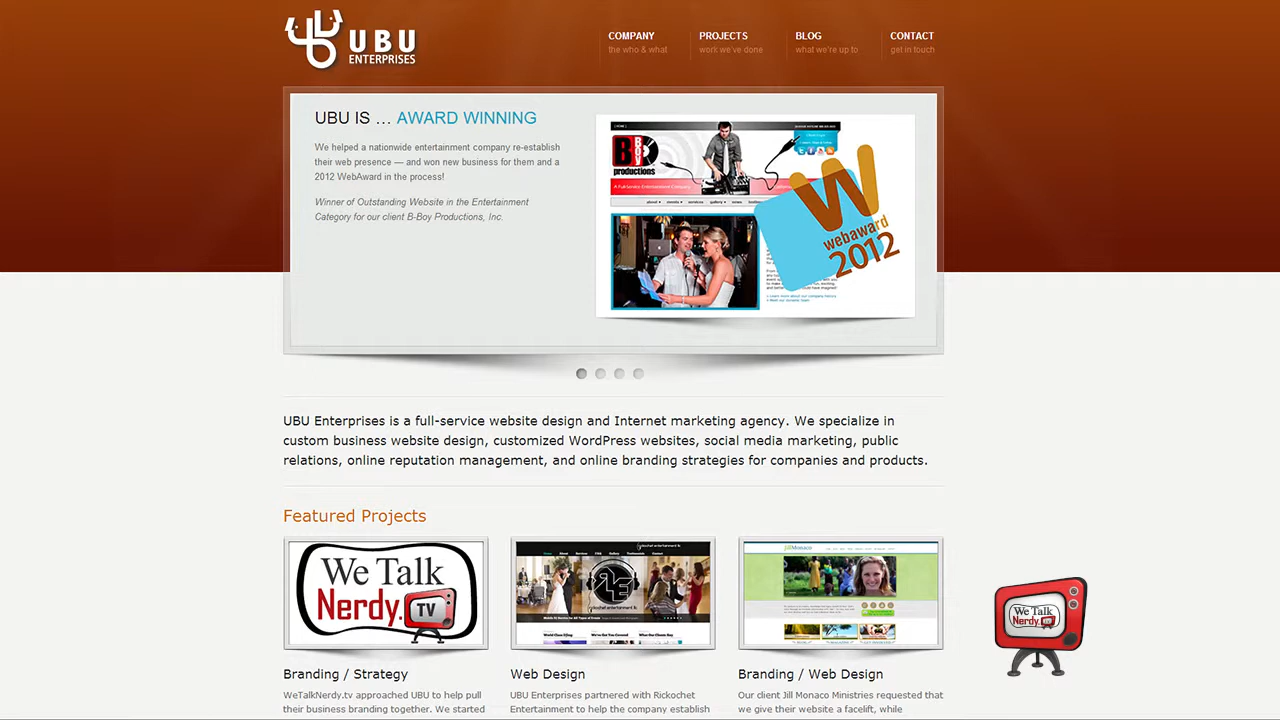 UBU
ENTERPRISES
COMPANY
the who & what
PROJECTS
work we've done
BLOG
what we're up to
CONTACT
get in touch
UBU IS … AWARD WINNING
We helped a nationwide entertainment company re-establish
their web presence — and won new business for them and a
2012 WebAward in the process!
Winner of Outstanding Website in the Entertainment
Category for our client B-Boy Productions, Inc.
productions
A Full-Service Entertainment Company
W
webaward
2012
UBU Enterprises is a full-service website design and Internet marketing agency. We specialize in
custom business website design, customized WordPress websites, social media marketing, public
relations, online reputation management, and online branding strategies for companies and products.
Featured Projects
We Talk
Nerdy.
TV
JillMonaco
We Talk
Nerdy.
Branding / Strategy
WeTalkNerdy.tv approached UBU to help pull
their business branding together. We started
Web Design
UBU Enterprises partnered with Rickochet
Entertainment to help the company establish
Branding / Web Design
Our client Jill Monaco Ministries requested that
we give their website a facelift, while